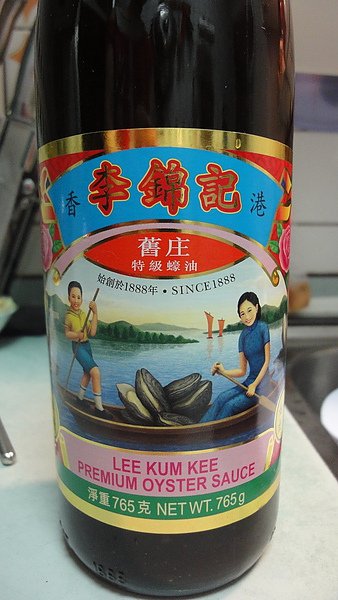 香 李錦記 港
舊庄
特級蠔油
始創於1888年 • SINCE1888
LEE KUM KEE
PREMIUM OYSTER SAUCE
淨重 765克 NET WT. 765g